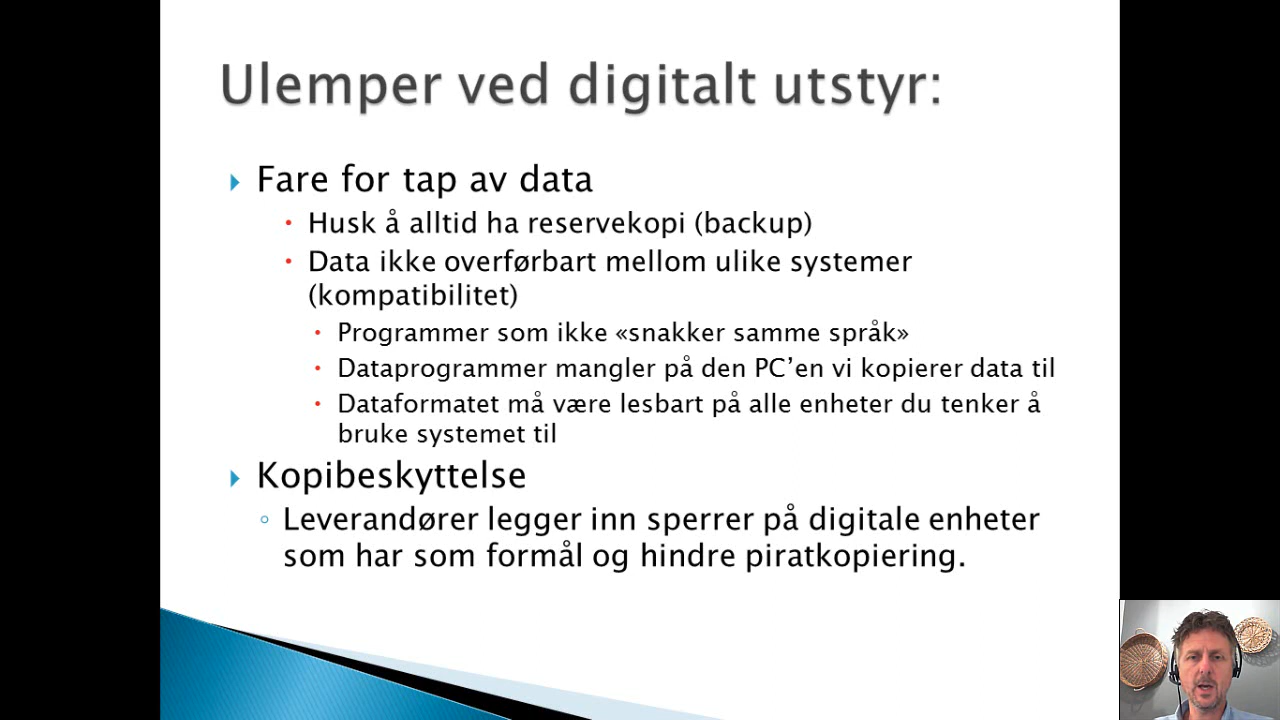 Ulemper ved digitalt utstyr:
Fare for tap av data
Husk å alltid ha reservekopi (backup)
Data ikke overførbart mellom ulike systemer
(kompatibilitet)
Programmer som ikke «snakker samme språk»
Dataprogrammer mangler på den PC’en vi kopierer data til
Dataformatet må være lesbart på alle enheter du tenker å
bruke systemet til
Kopibeskyttelse
Leverandører legger inn sperrer på digitale enheter
som har som formål og hindre piratkopiering.